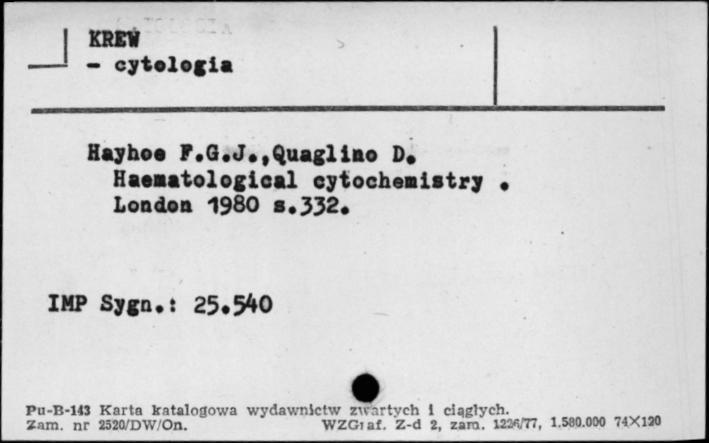 KREW
- cytologia
Hayhoe F.G.J.,Quaglino D.
Haematological cytochemistry .
London 1980 s.332.
IMP Sygn.: 25.540
Pu-B-143 Karta katalogowa wydawnictw zwartych i ciągłych.
Zam. nr 2520/DW/On. WZGraf. Z-d 2, zam. 1226/77, 1.580.000 74X120